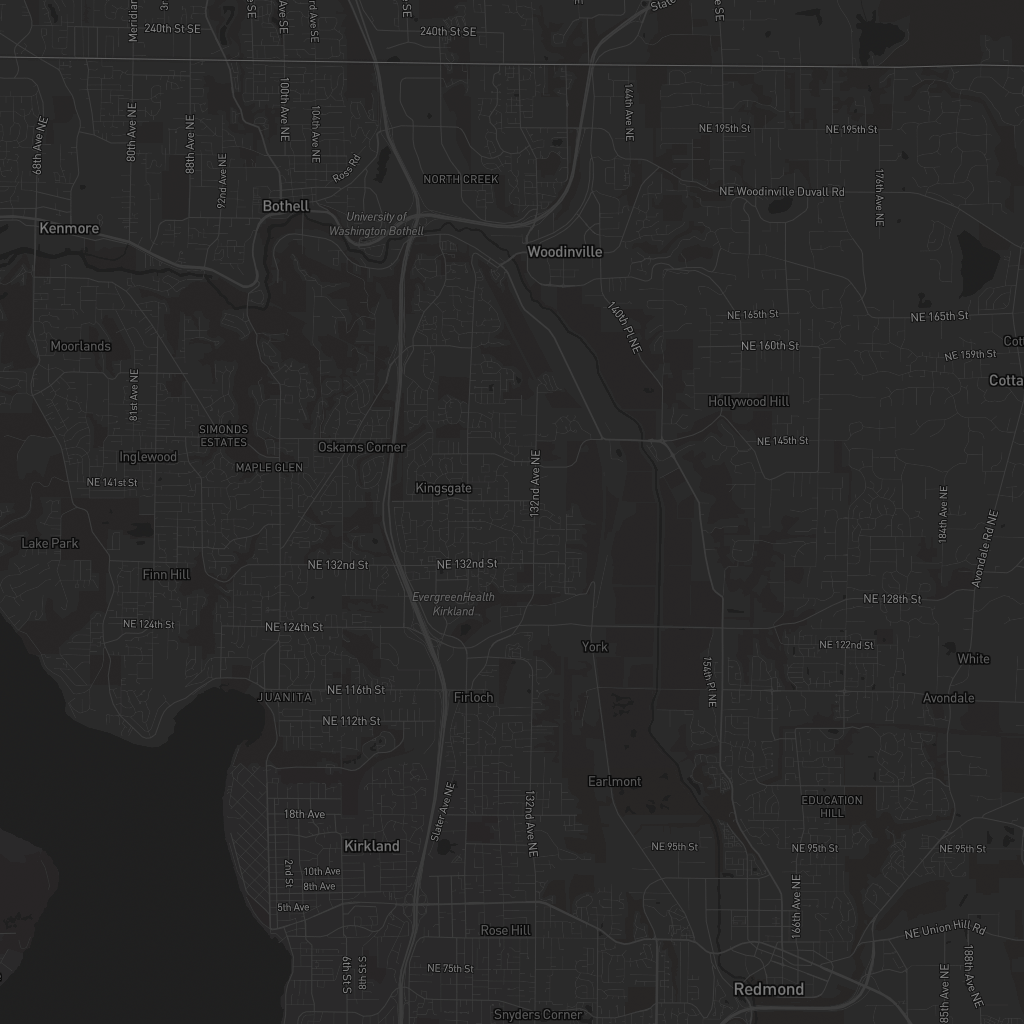 Meridian
3r
SE
Ave SE
rd Ave SE
SE
SE
State
e SE
240th St SE
240th St SE
68th Ave NE
80th Ave NE
88th Ave NE
92nd Ave NE
100th Ave NE
104th Ave NE
Ross Rd
144th Ave NE
NE 195th St
NE 195th St
NORTH CREEK
176th Ave NE
NE Woodinville Duvall Rd
Bothell
University of
Washington Bothell
Kenmore
Woodinville
140th Pl NE
NE 165th St
NE 165th St
Moorlands
NE 160th St
Cott
NE 159th St
81st Ave NE
Cotta
Hollywood Hill
SIMONDS
ESTATES
Oskams Corner
NE 145th St
Inglewood
MAPLE GLEN
NE 141st St
Kingsgate
132nd Ave NE
184th Ave NE
Avondale Rd NE
Lake Park
Finn Hill
NE 132nd St
NE 132nd St
EvergreenHealth
Kirkland
NE 128th St
NE 124th St
NE 124th St
York
NE 122nd St
White
154th Pl NE
JUANITA
NE 116th St
Firloch
Avondale
NE 112th St
Earlmont
Slater Ave NE
132nd Ave NE
EDUCATION
HILL
18th Ave
Kirkland
NE 95th St
NE 95th St
NE 95th St
2nd St
10th Ave
8th Ave
5th Ave
166th Ave NE
Rose Hill
NE Union Hill Rd
6th St S
8th St S
NE 75th St
188th Ave NE
85th Ave NE
Redmond
Snyders Corner